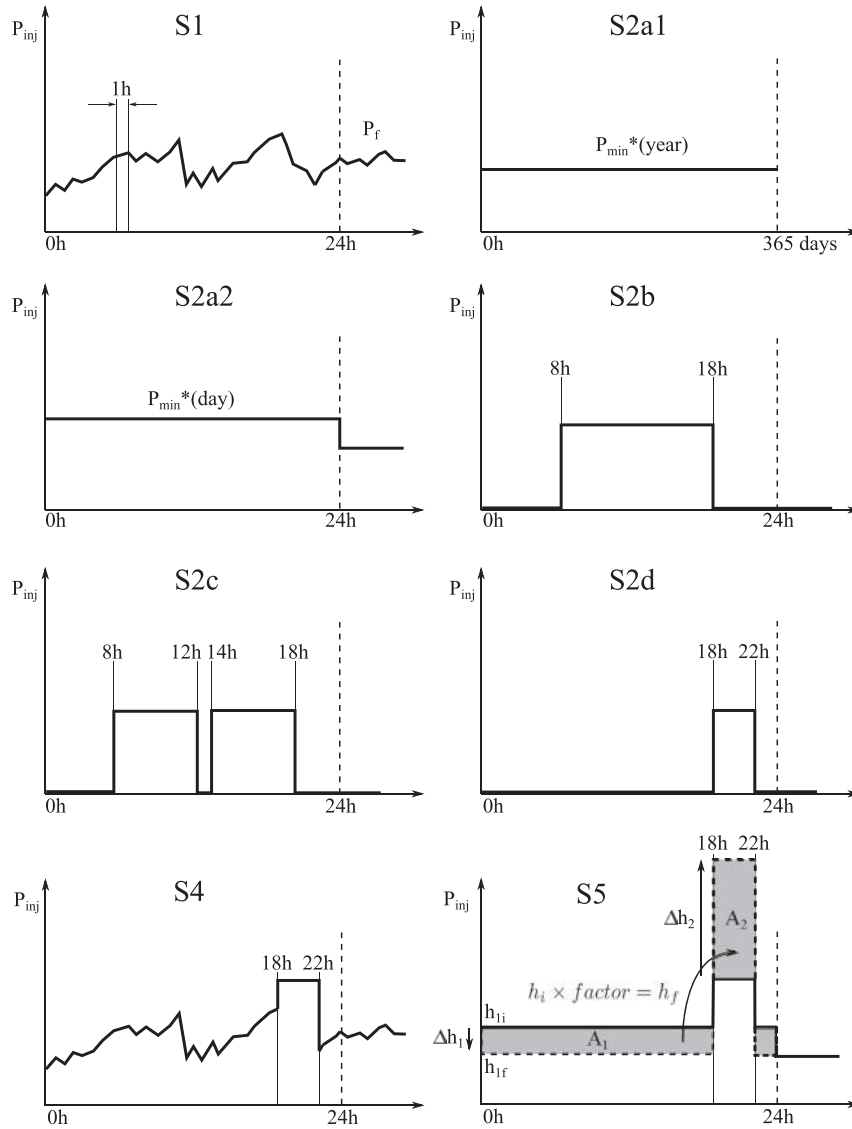 S1
P_inj
1h
P_f
0h
24h
S2a1
P_inj
P_min*(year)
0h
365 days
S2a2
P_inj
P_min*(day)
0h
24h
S2b
P_inj
8h
18h
0h
24h
S2c
P_inj
8h
12h
14h
18h
0h
24h
S2d
P_inj
18h
22h
0h
24h
S4
P_inj
18h
22h
0h
24h
18h
22h
S5
P_inj
Δh_2
A_2
h_i × factor = h_f
h_1i
Δh_1
A_1
h_1f
0h
24h